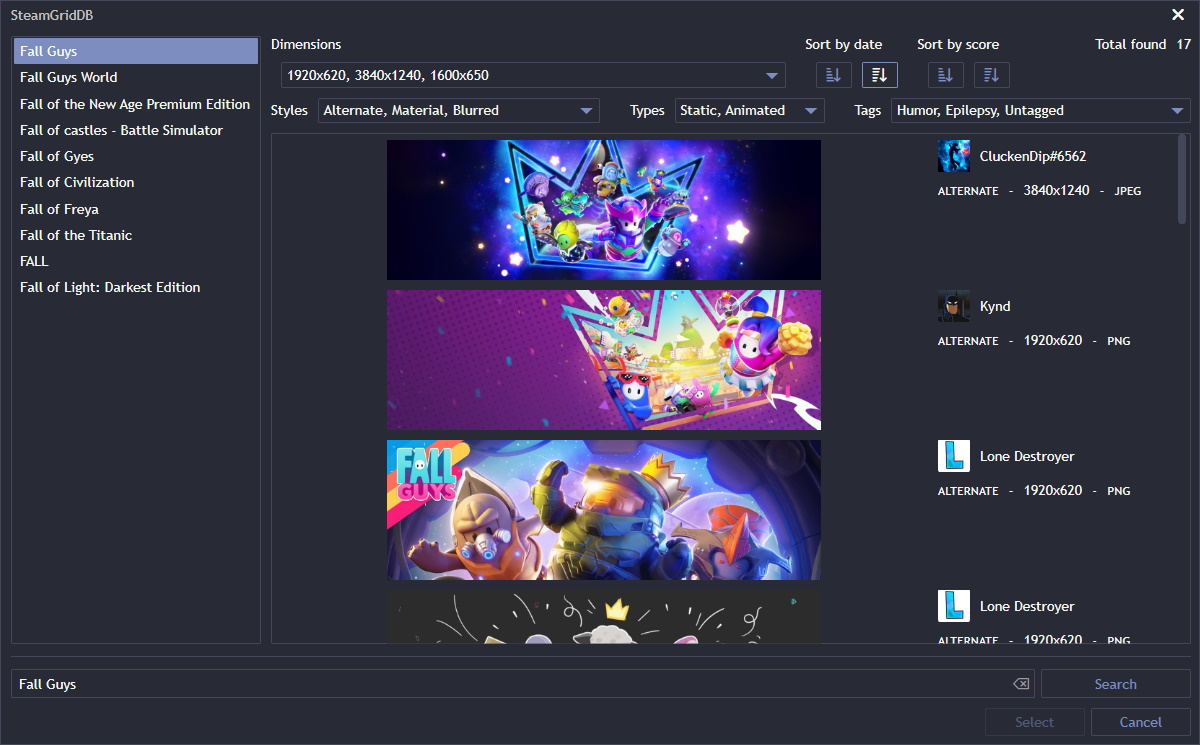 SteamGridDB
Fall Guys
Fall Guys World
Fall of the New Age Premium Edition
Fall of castles - Battle Simulator
Fall of Gyes
Fall of Civilization
Fall of Freya
Fall of the Titanic
FALL
Fall of Light: Darkest Edition
Dimensions
Sort by date
Sort by score
Total found 17
1920x620, 3840x1240, 1600x650
Styles
Alternate, Material, Blurred
Types
Static, Animated
Tags
Humor, Epilepsy, Untagged
CluckenDip#6562
ALTERNATE - 3840x1240 - JPEG
Kynd
ALTERNATE - 1920x620 - PNG
FALL
GUYS
L
Lone Destroyer
ALTERNATE - 1920x620 - PNG
L
Lone Destroyer
ALTERNATE - 1920x620 - PNG
Fall Guys
Search
Select
Cancel